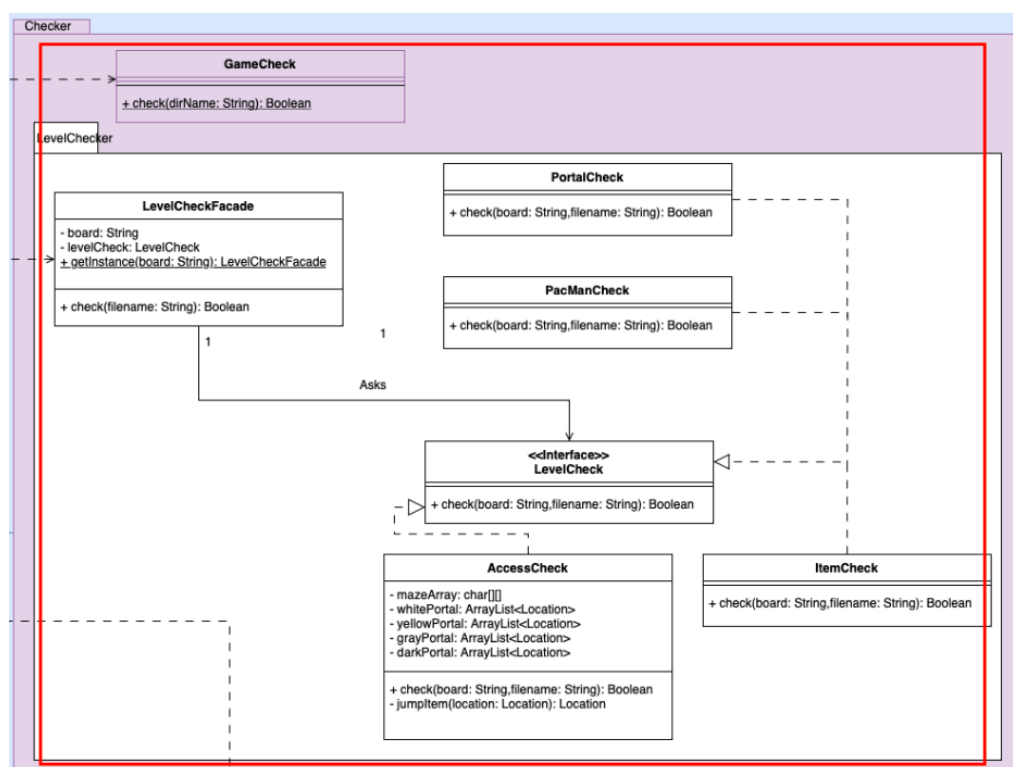 Checker
GameCheck
+ check(dirName: String): Boolean
LevelChecker
LevelCheckFacade
- board: String
- levelCheck: LevelCheck
+ getInstance(board: String): LevelCheckFacade
+ check(filename: String): Boolean
PortalCheck
+ check(board: String,filename: String): Boolean
PacManCheck
+ check(board: String,filename: String): Boolean
1
1
Asks
<<Interface>>
LevelCheck
+ check(board: String,filename: String): Boolean
AccessCheck
- mazeArray: char[][]
- whitePortal: ArrayList<Location>
- yellowPortal: ArrayList<Location>
- grayPortal: ArrayList<Location>
- darkPortal: ArrayList<Location>
+ check(board: String,filename: String): Boolean
- jumpItem(location: Location): Location
ItemCheck
+ check(board: String,filename: String): Boolean